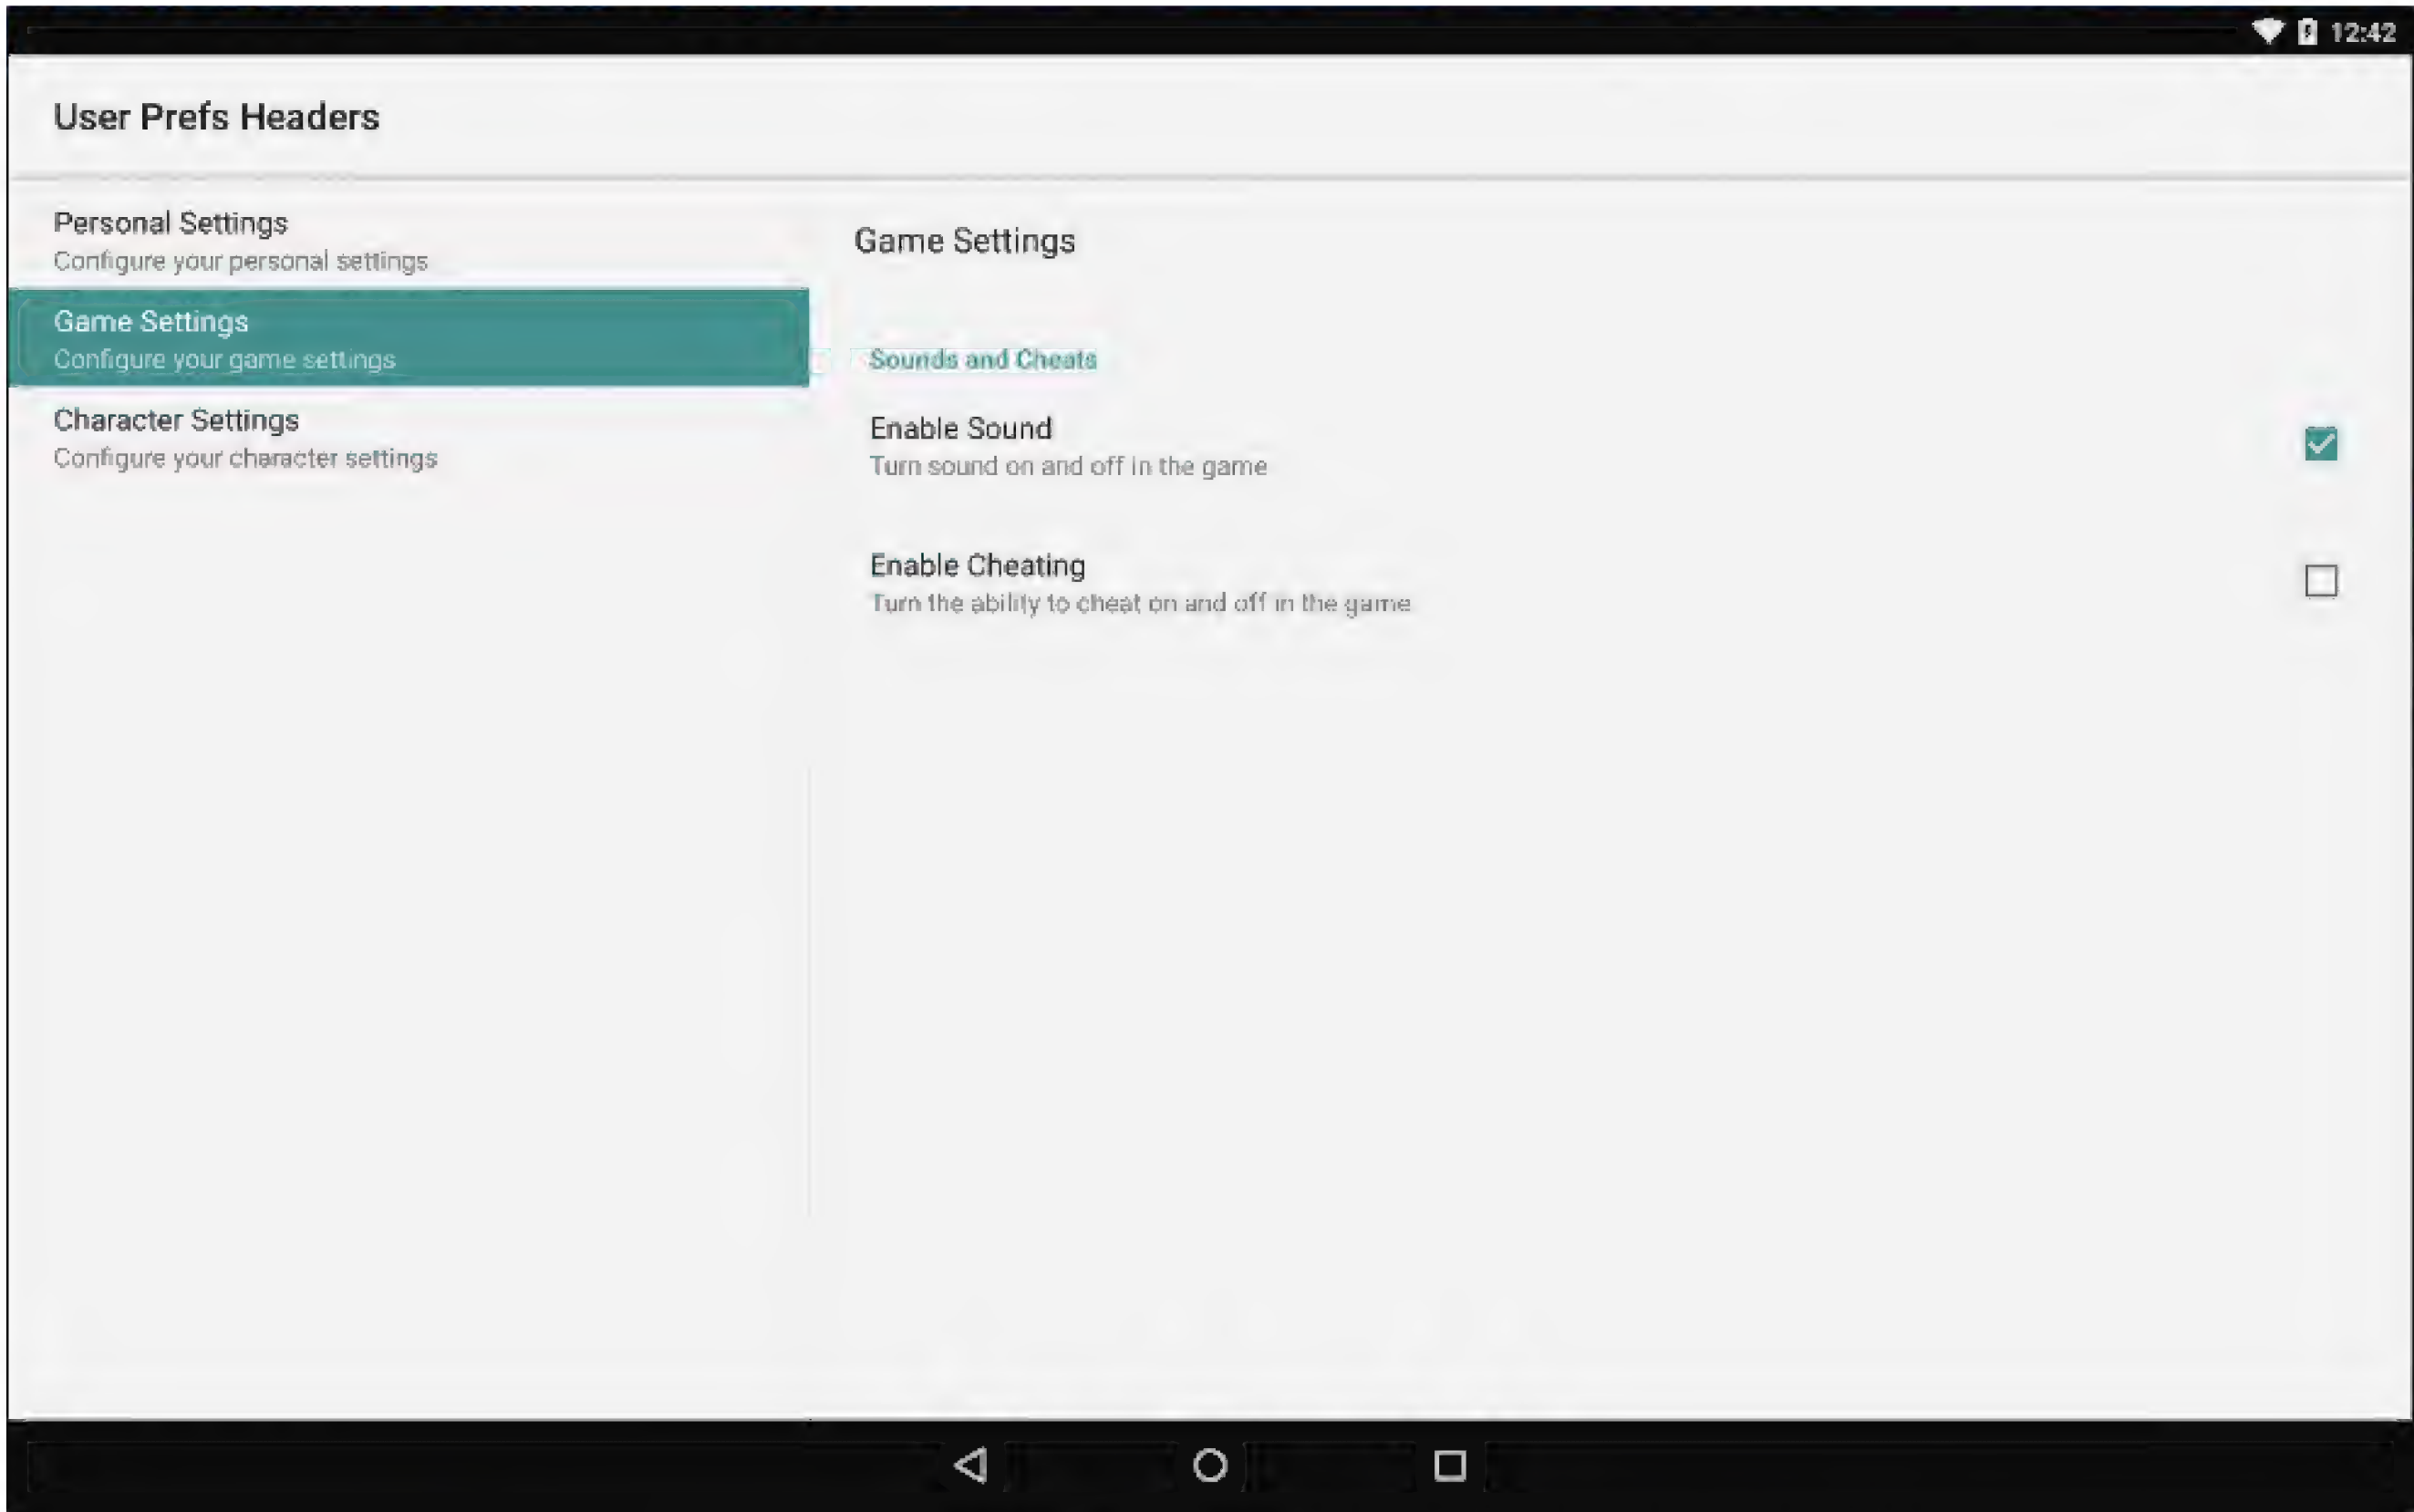 12:42
User Prefs Headers
Personal Settings
Configure your personal settings
Game Settings
Configure your game settings
Character Settings
Configure your character settings
Game Settings
Sounds and Cheats
Enable Sound
Turn sound on and off in the game
Enable Cheating
Turn the ability to cheat on and off in the game